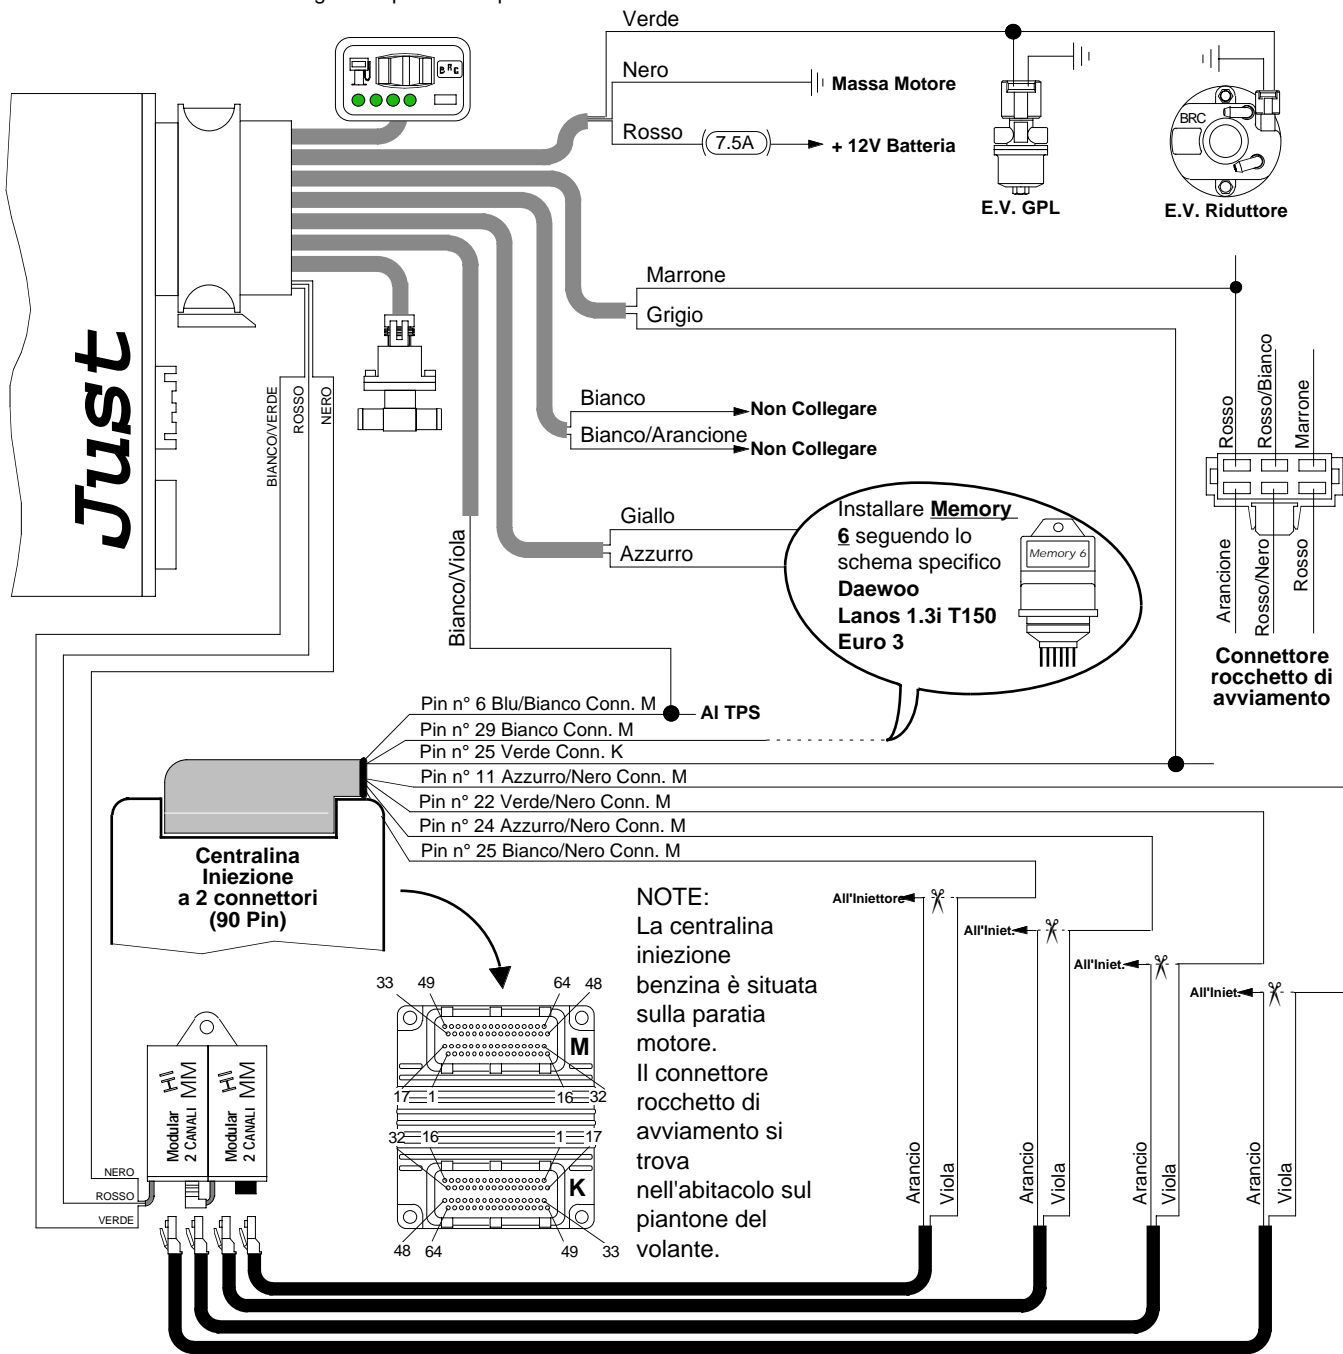 Verde
Nero
Massa Motore
Rosso
7.5A
+ 12V Batteria
BRC
BRC
E.V. GPL
E.V. Riduttore
Just
Marrone
Grigio
BIANCO/VERDE
ROSSO
NERO
Bianco
Non Collegare
Bianco/Arancione
Non Collegare
Rosso
Rosso/Bianco
Marrone
Arancione
Rosso/Nero
Rosso
Connettore
rocchetto di
avviamento
Giallo
Azzurro
Bianco/Viola
Installare Memory
6 seguendo lo
schema specifico
Daewoo
Lanos 1.3i T150
Euro 3
Memory 6
Pin n° 6 Blu/Bianco Conn. M
Al TPS
Pin n° 29 Bianco Conn. M
Pin n° 25 Verde Conn. K
Pin n° 11 Azzurro/Nero Conn. M
Pin n° 22 Verde/Nero Conn. M
Pin n° 24 Azzurro/Nero Conn. M
Pin n° 25 Bianco/Nero Conn. M
Centralina
Iniezione
a 2 connettori
(90 Pin)
NOTE:
La centralina
iniezione
benzina è situata
sulla paratia
motore.
Il connettore
rocchetto di
avviamento si
trova
nell'abitacolo sul
piantone del
volante.
All'Iniettore
All'Iniet.
All'Iniet.
All'Iniet.
33 49 64 48
M
17 1 16 32
32 16 1 17
K
48 64 49 33
Modular HI
2 CANALI MM
Modular HI
2 CANALI MM
NERO
ROSSO
VERDE
Arancio
Viola
Arancio
Viola
Arancio
Viola
Arancio
Viola